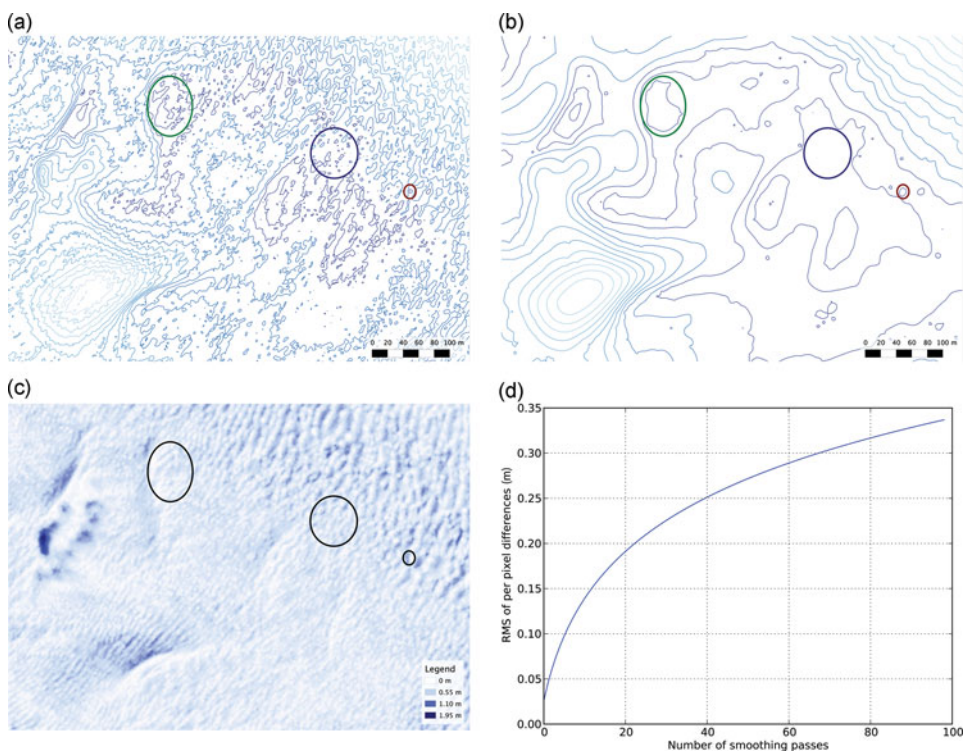 (a)
(b)
0 20 40 60 80 100 m
0 20 40 60 80 100 m
(c)
(d)
Legend
0 m
0.55 m
1.10 m
1.95 m
RMS of per pixel differences (m)
0.35
0.30
0.25
0.20
0.15
0.10
0.05
0.00
0 20 40 60 80 100
Number of smoothing passes